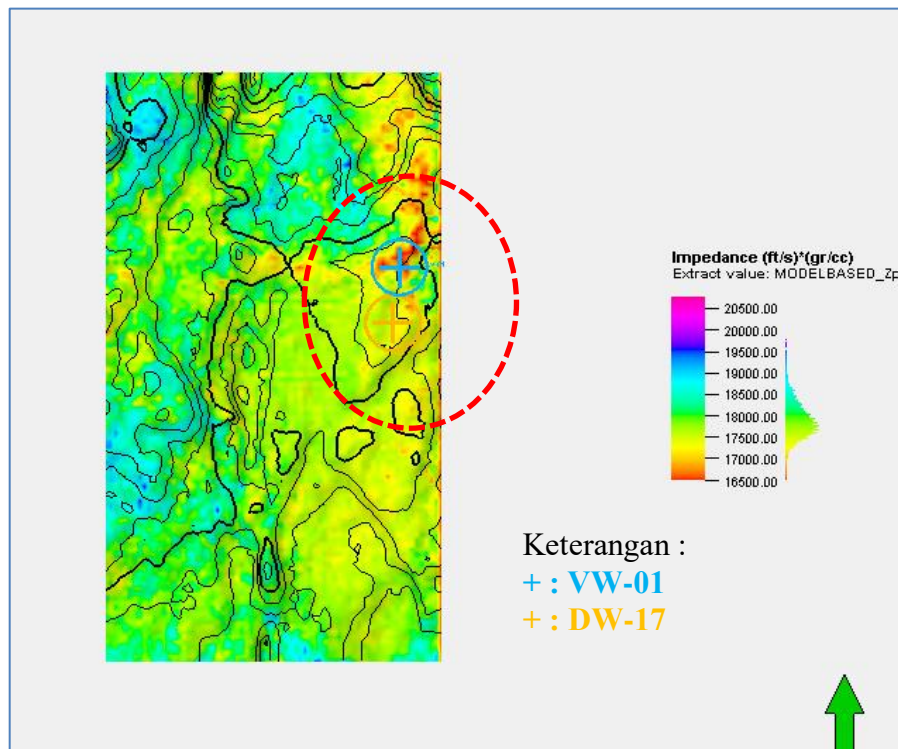 Impedance (ft/s)*(gr/cc)
Extract value: MODELBASED_Zp
20500.00
20000.00
19500.00
19000.00
18500.00
18000.00
17500.00
17000.00
16500.00
Keterangan :
+ : VW-01
+ : DW-17